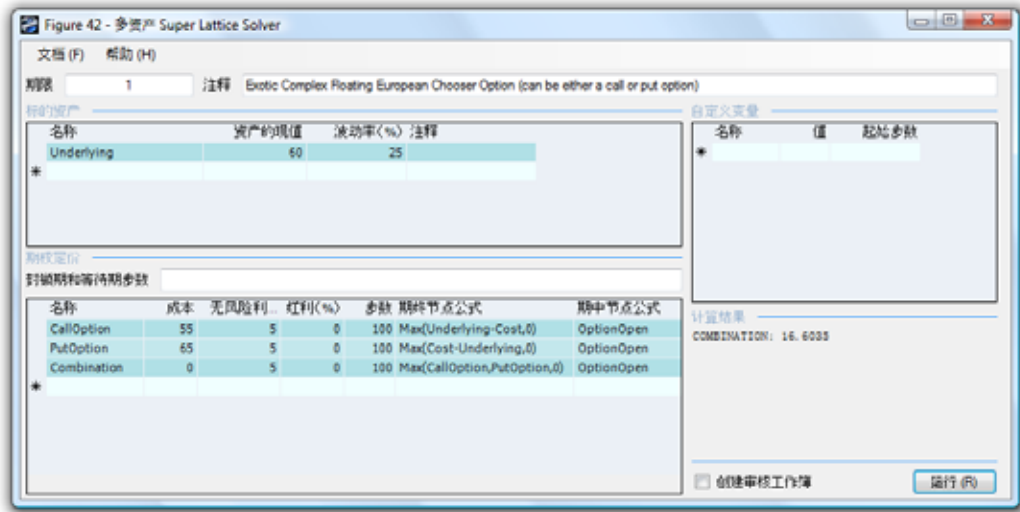 Figure 42 - 多资产 Super Lattice Solver
文档 (F) 帮助 (H)
期限 1 注释 Exotic Complex Floating European Chooser Option (can be either a call or put option)
标的资产
名称 资产的现值 波动率(%) 注释
Underlying 60 25
*
自定义变量
名称 值 起始步数
*
期权定价
封锁期和等待期步数
名称 成本 无风险利... 红利(%) 步数 期终节点公式 期中节点公式
CallOption 55 5 0 100 Max(Underlying-Cost,0) OptionOpen
PutOption 65 5 0 100 Max(Cost-Underlying,0) OptionOpen
Combination 0 5 0 100 Max(CallOption,PutOption,0) OptionOpen
*
计算结果
COMBINATION: 16.6035
创建审核工作簿 运行 (R)